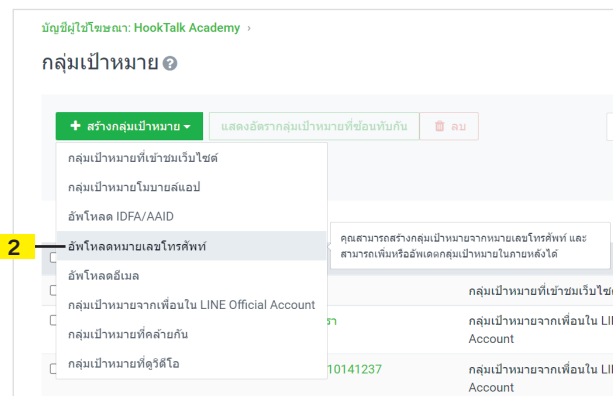 บัญชีผู้ใช้โฆษณา: HookTalk Academy ›
กลุ่มเป้าหมาย ?
+ สร้างกลุ่มเป้าหมาย
แสดงอัตรากลุ่มเป้าหมายที่ซ้อนทับกัน
ลบ
กลุ่มเป้าหมายที่เข้าชมเว็บไซต์
กลุ่มเป้าหมายโมบายล์แอป
อัพโหลด IDFA/AAID
2
อัพโหลดหมายเลขโทรศัพท์
คุณสามารถสร้างกลุ่มเป้าหมายจากหมายเลขโทรศัพท์ และ
สามารถเพิ่มหรืออัพเดตกลุ่มเป้าหมายในภายหลังได้
อัพโหลดอีเมล
กลุ่มเป้าหมายจากเพื่อนใน LINE Official Account
กลุ่มเป้าหมายที่คล้ายกัน
กลุ่มเป้าหมายที่ดูวิดีโอ
กลุ่มเป้าหมายที่เข้าชมเว็บไซ
รา
กลุ่มเป้าหมายจากเพื่อนใน LI
Account
10141237
กลุ่มเป้าหมายจากเพื่อนใน LI
Account